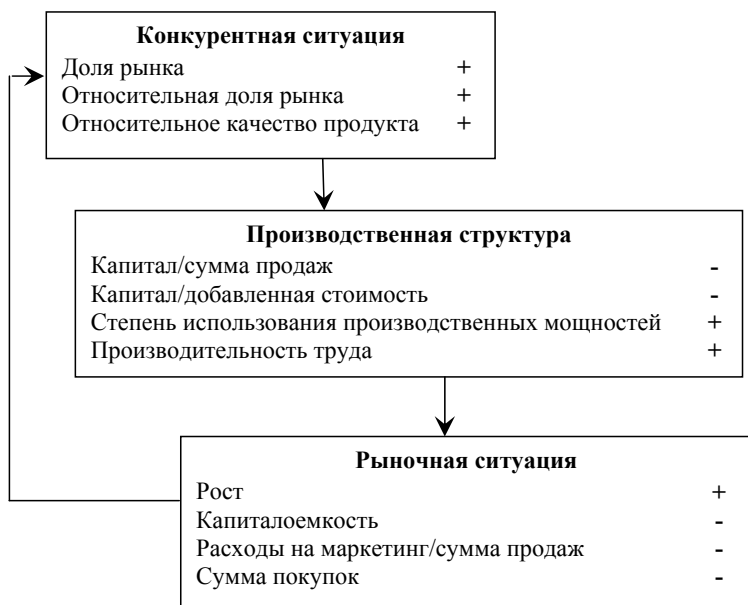 Конкурентная ситуация
Доля рынка +
Относительная доля рынка +
Относительное качество продукта +
Производственная структура
Капитал/сумма продаж -
Капитал/добавленная стоимость -
Степень использования производственных мощностей +
Производительность труда +
Рыночная ситуация
Рост +
Капиталоемкость -
Расходы на маркетинг/сумма продаж -
Сумма покупок -